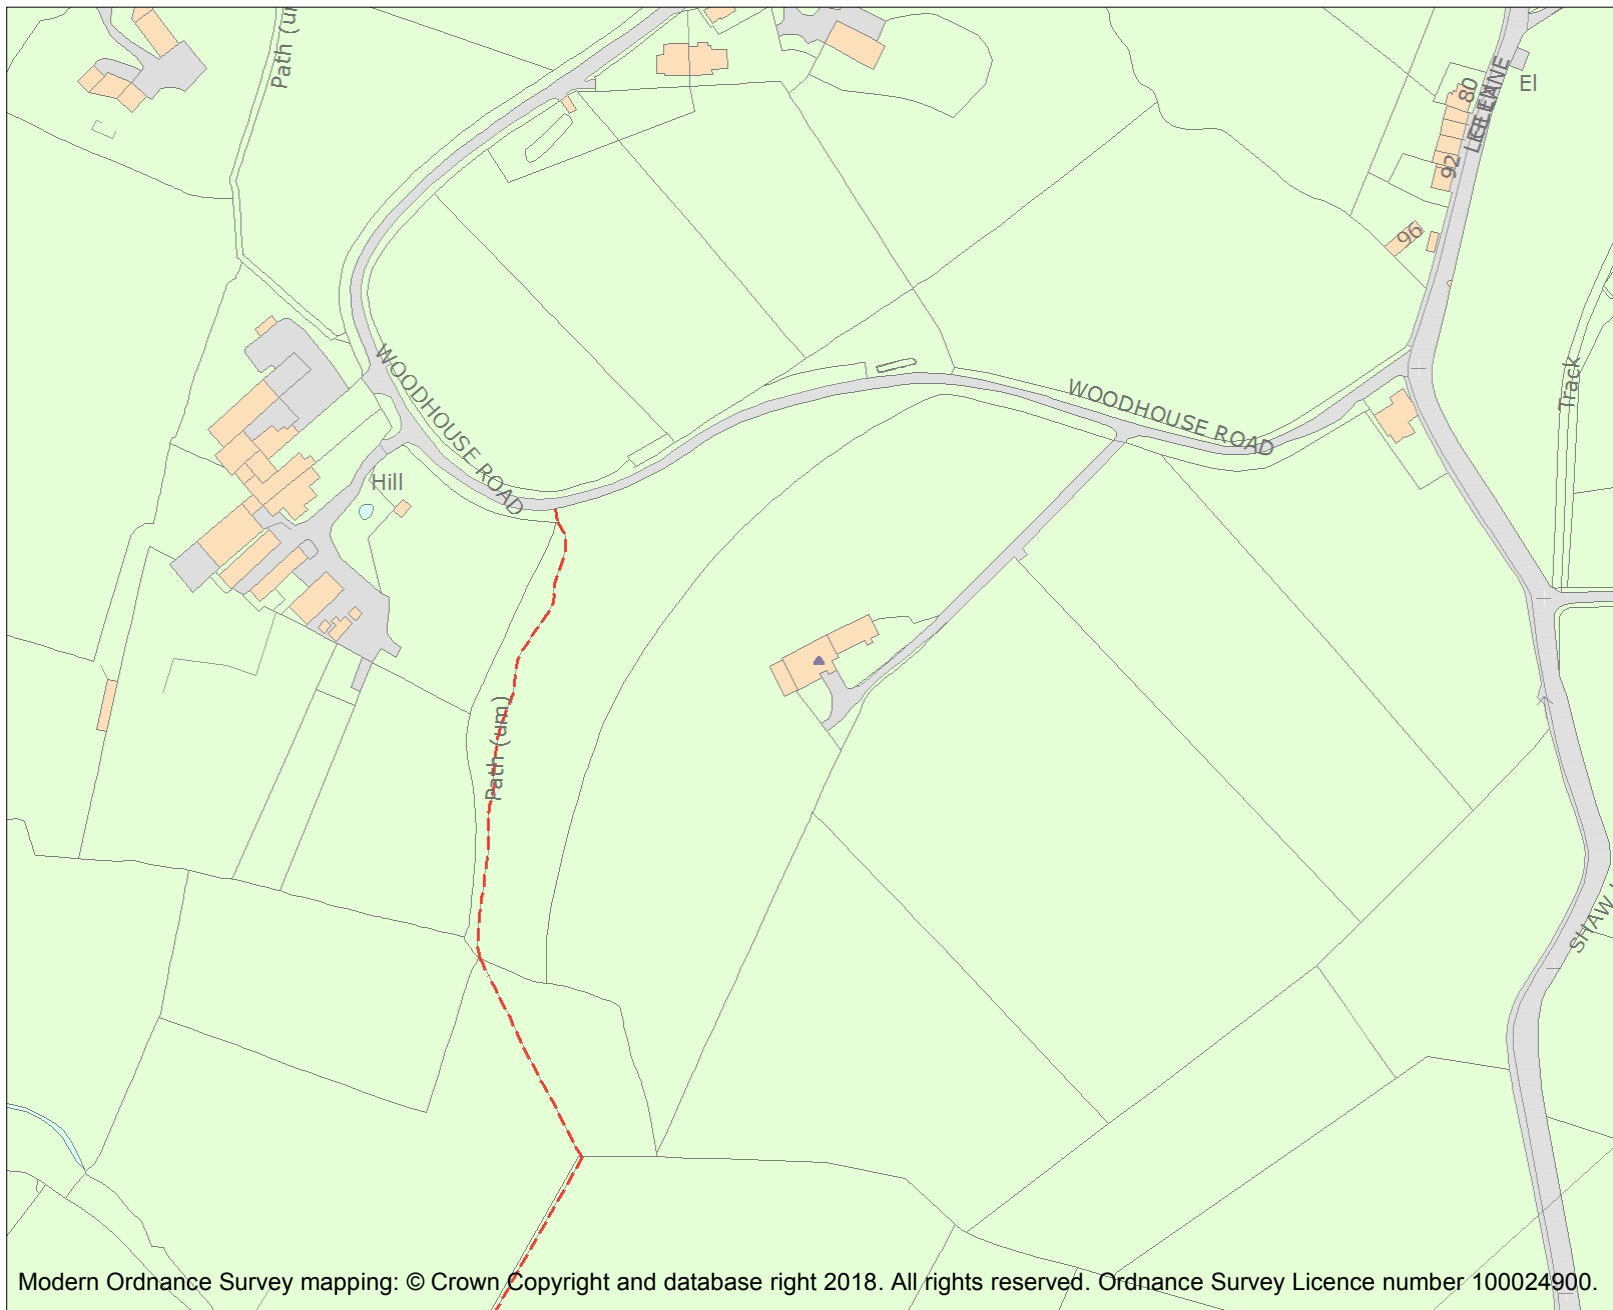 Path (u
El
80
92
96
WOODHOUSE ROAD
WOODHOUSE ROAD
Track
Hill
Path (um)
SHAW
Modern Ordnance Survey mapping: © Crown Copyright and database right 2018. All rights reserved. Ordnance Survey Licence number 100024900.